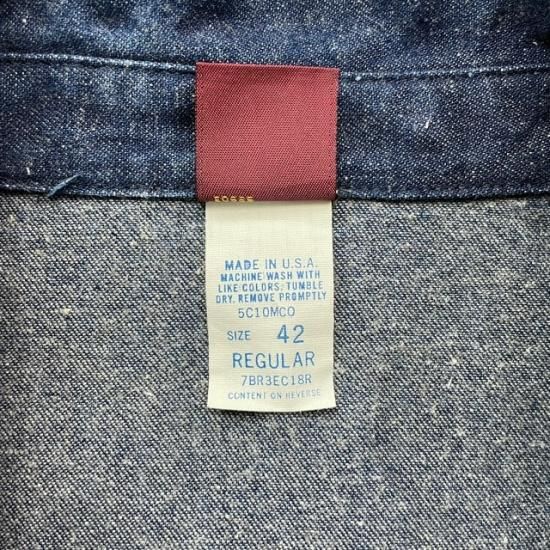 MADE IN U.S.A.
MACHINE WASH WITH
LIKE COLORS, TUMBLE
DRY. REMOVE PROMPTLY
5C10MCO
SIZE 42
REGULAR
7BR3EC18R
CONTENT ON REVERSE